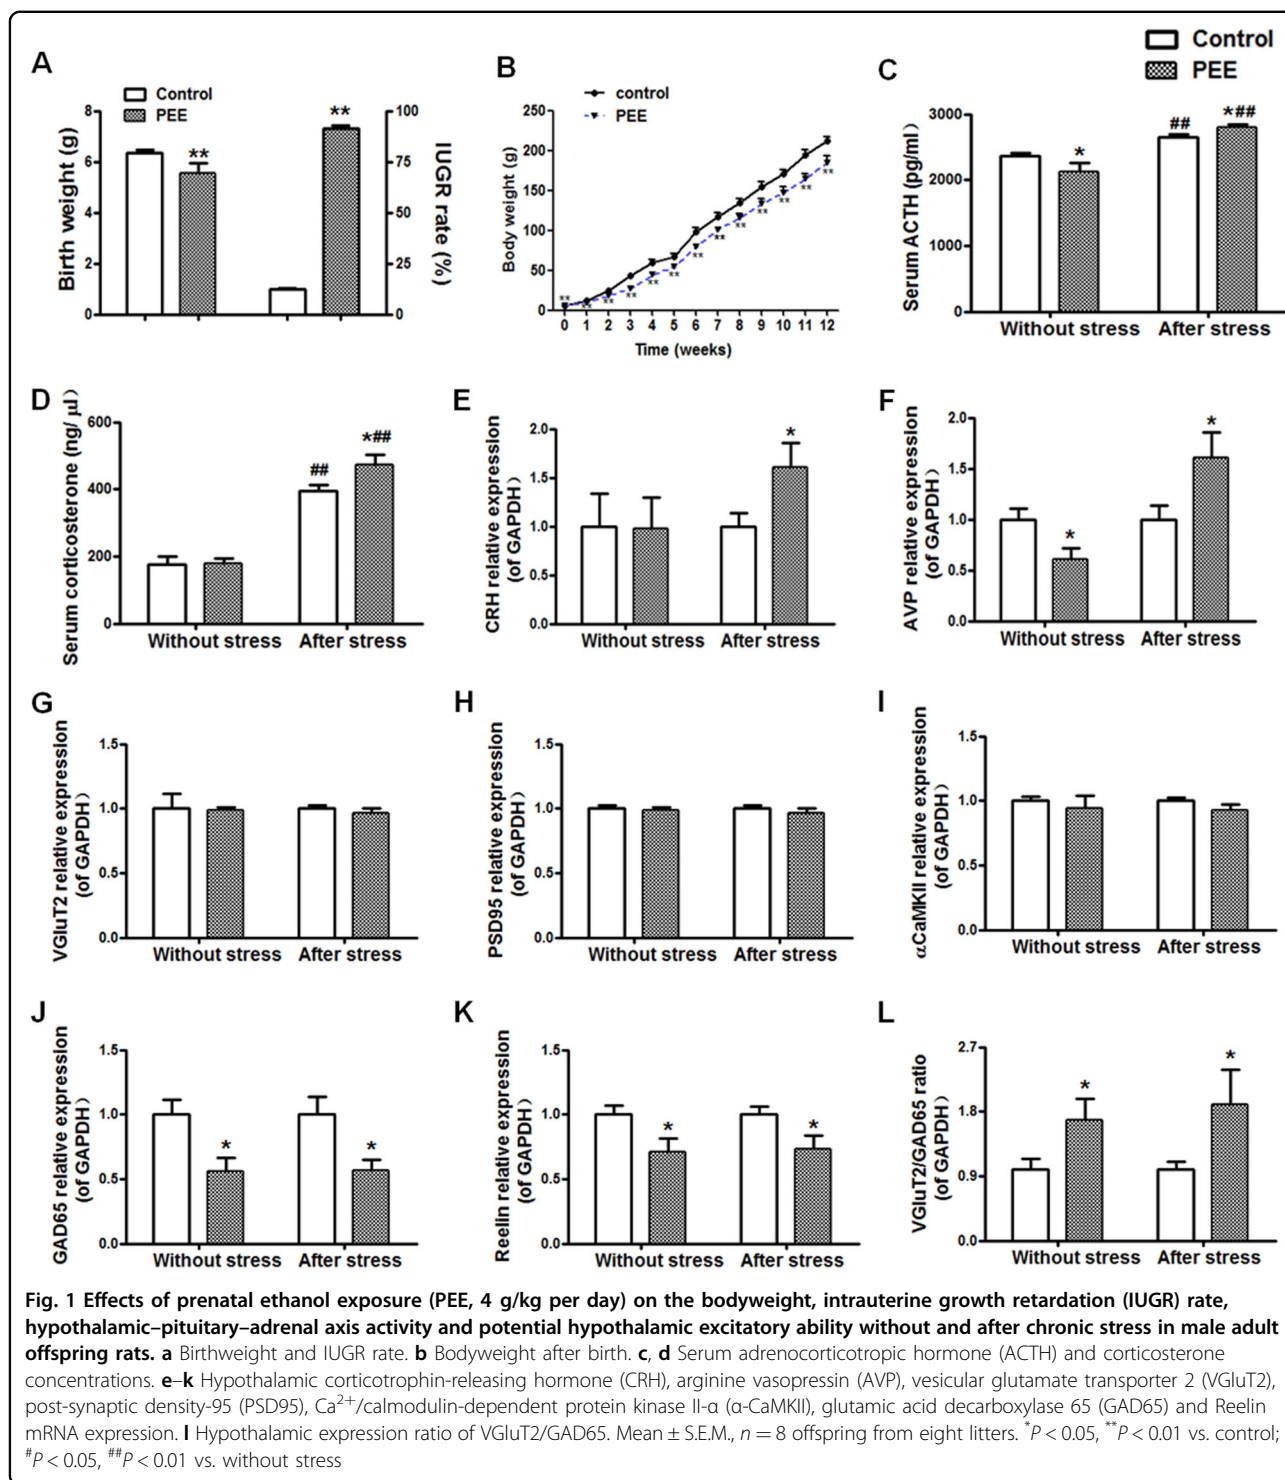 Control
PEE
A
Control
PEE
Birth weight (g)
8
6
4
2
0
**
**
100
75
50
25
0
IUGR rate (%)
B
control
PEE
Body weight (g)
250
200
150
100
50
0
** ** ** ** ** ** ** ** ** ** ** ** **
0 1 2 3 4 5 6 7 8 9 10 11 12
Time (weeks)
C
Serum ACTH (pg/ml)
3000
2000
1000
0
*
##
*##
Without stress After stress
D
Serum corticosterone (ng/ μl)
600
400
200
0
##
*##
Without stress After stress
E
CRH relative expression
(of GAPDH)
2.0
1.5
1.0
0.5
0.0
*
Without stress After stress
F
AVP relative expression
(of GAPDH)
2.0
1.5
1.0
0.5
0.0
*
*
Without stress After stress
G
VGluT2 relative expression
(of GAPDH)
1.5
1.0
0.5
0.0
Without stress After stress
H
PSD95 relative expression
(of GAPDH)
1.5
1.0
0.5
0.0
Without stress After stress
I
αCaMKII relative expression
(of GAPDH)
1.5
1.0
0.5
0.0
Without stress After stress
J
GAD65 relative expression
(of GAPDH)
1.5
1.0
0.5
0.0
*
*
Without stress After stress
K
Reelin relative expression
(of GAPDH)
1.5
1.0
0.5
0.0
*
*
Without stress After stress
L
VGluT2/GAD65 ratio
(of GAPDH)
2.7
1.8
0.9
0.0
*
*
Without stress After stress
Fig. 1 Effects of prenatal ethanol exposure (PEE, 4 g/kg per day) on the bodyweight, intrauterine growth retardation (IUGR) rate,
hypothalamic–pituitary–adrenal axis activity and potential hypothalamic excitatory ability without and after chronic stress in male adult
offspring rats. a Birthweight and IUGR rate. b Bodyweight after birth. c, d Serum adrenocorticotropic hormone (ACTH) and corticosterone
concentrations. e–k Hypothalamic corticotrophin-releasing hormone (CRH), arginine vasopressin (AVP), vesicular glutamate transporter 2 (VGluT2),
post-synaptic density-95 (PSD95), Ca²⁺/calmodulin-dependent protein kinase II-α (α-CaMKII), glutamic acid decarboxylase 65 (GAD65) and Reelin
mRNA expression. l Hypothalamic expression ratio of VGluT2/GAD65. Mean ± S.E.M., n = 8 offspring from eight litters. *P < 0.05, **P < 0.01 vs. control;
#P < 0.05, ##P < 0.01 vs. without stress